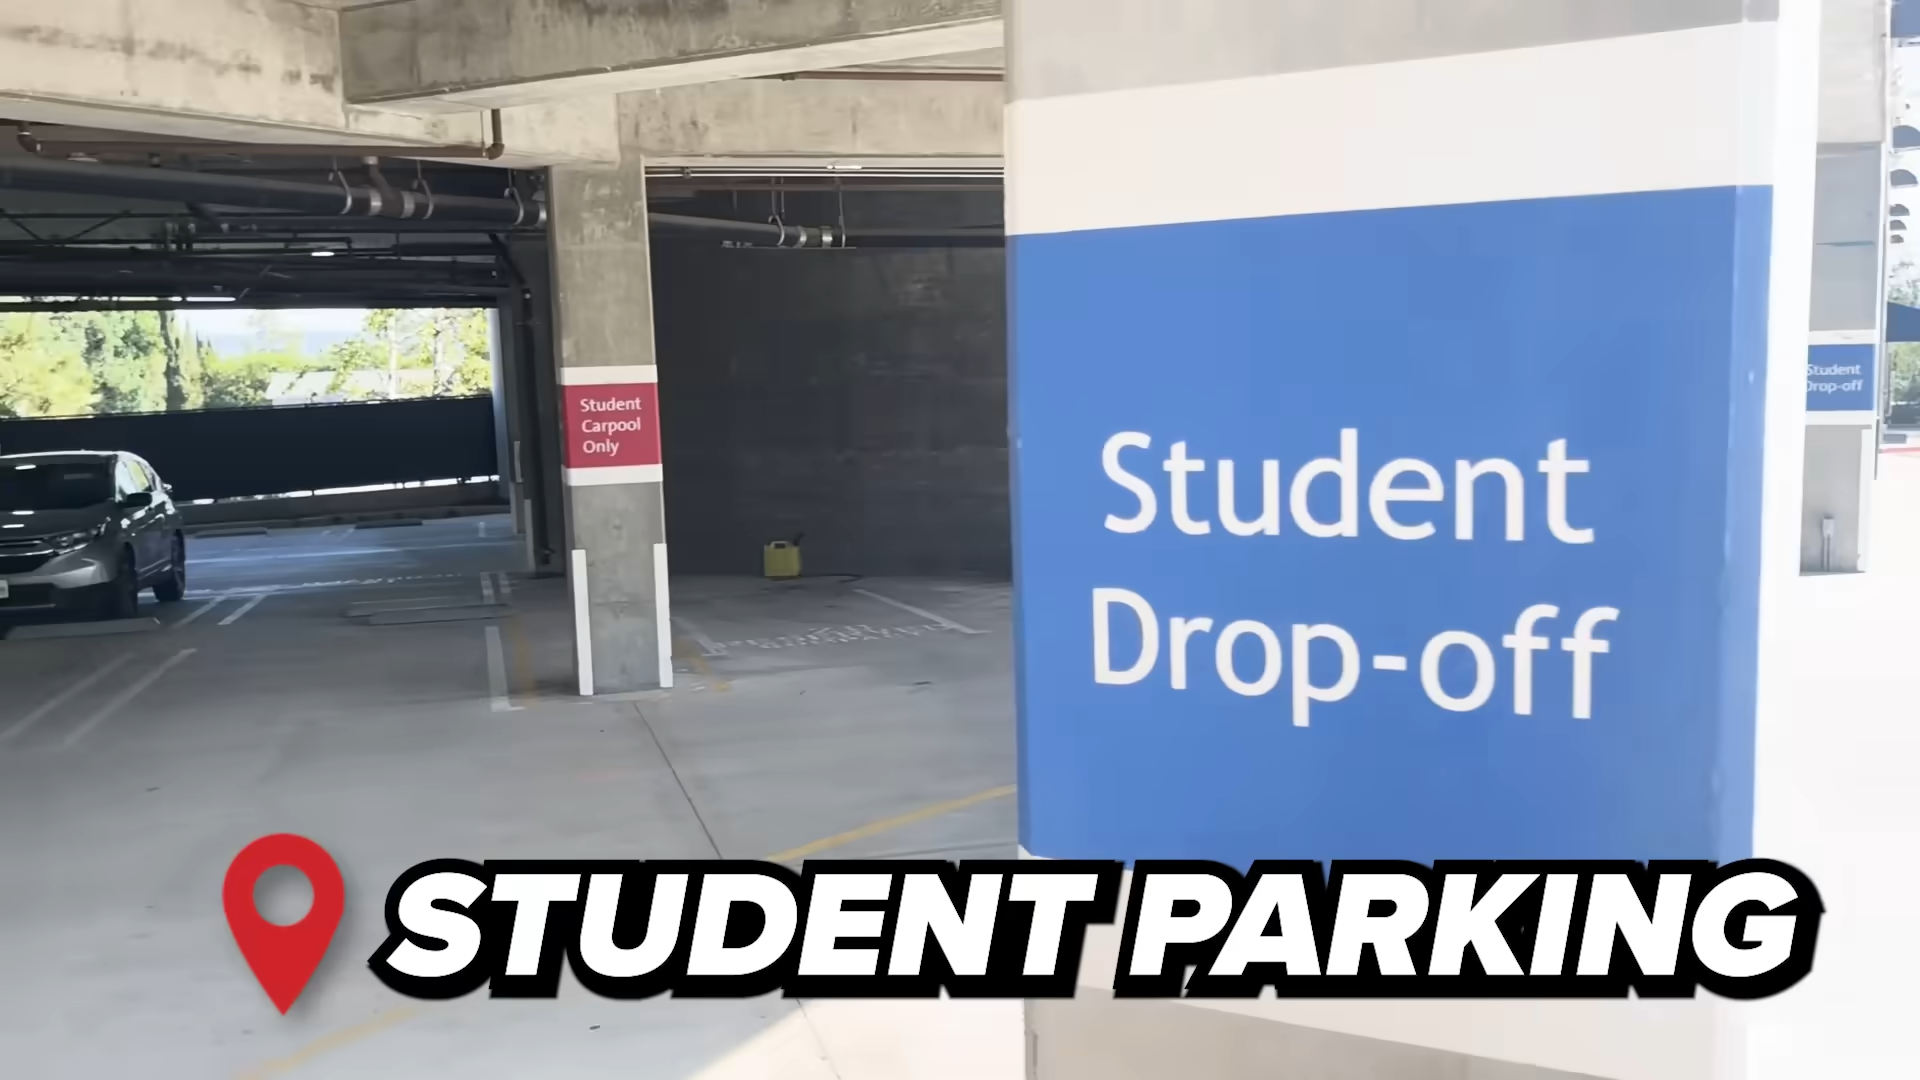 Student
Carpool
Only
Student
Drop-off
Student
Drop-off
STUDENT PARKING